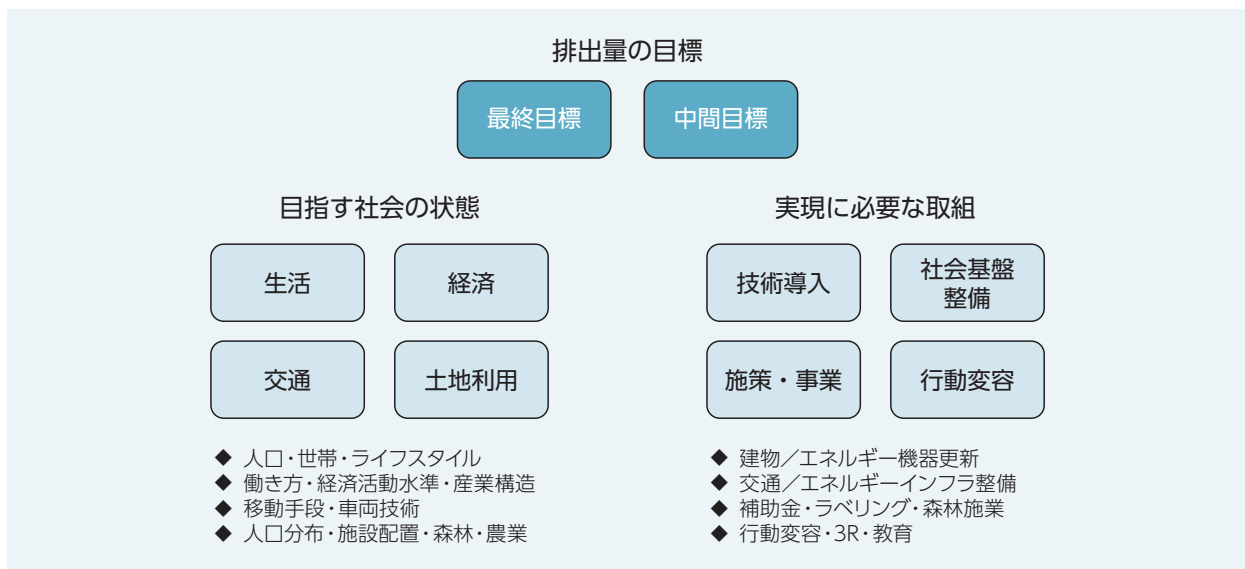 排出量の目標
最終目標
中間目標
目指す社会の状態
生活
経済
交通
土地利用
◆ 人口・世帯・ライフスタイル
◆ 働き方・経済活動水準・産業構造
◆ 移動手段・車両技術
◆ 人口分布・施設配置・森林・農業
実現に必要な取組
技術導入
社会基盤
整備
施策・事業
行動変容
◆ 建物／エネルギー機器更新
◆ 交通／エネルギーインフラ整備
◆ 補助金・ラベリング・森林施業
◆ 行動変容・3R・教育